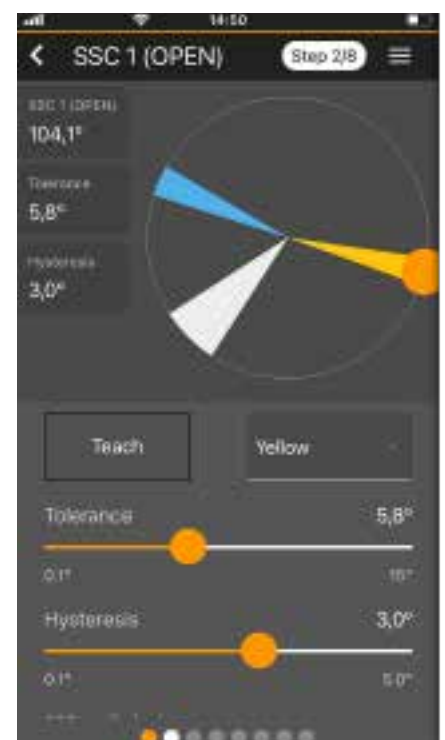 14:50
SSC 1 (OPEN)
Step 2/8
SSC 1 (OPEN)
104,1°
Tolerance
5,8°
Hysteresis
3,0°
Teach
Yellow
Tolerance
5,8°
0.1°
15°
Hysteresis
3,0°
0.1°
5.0°